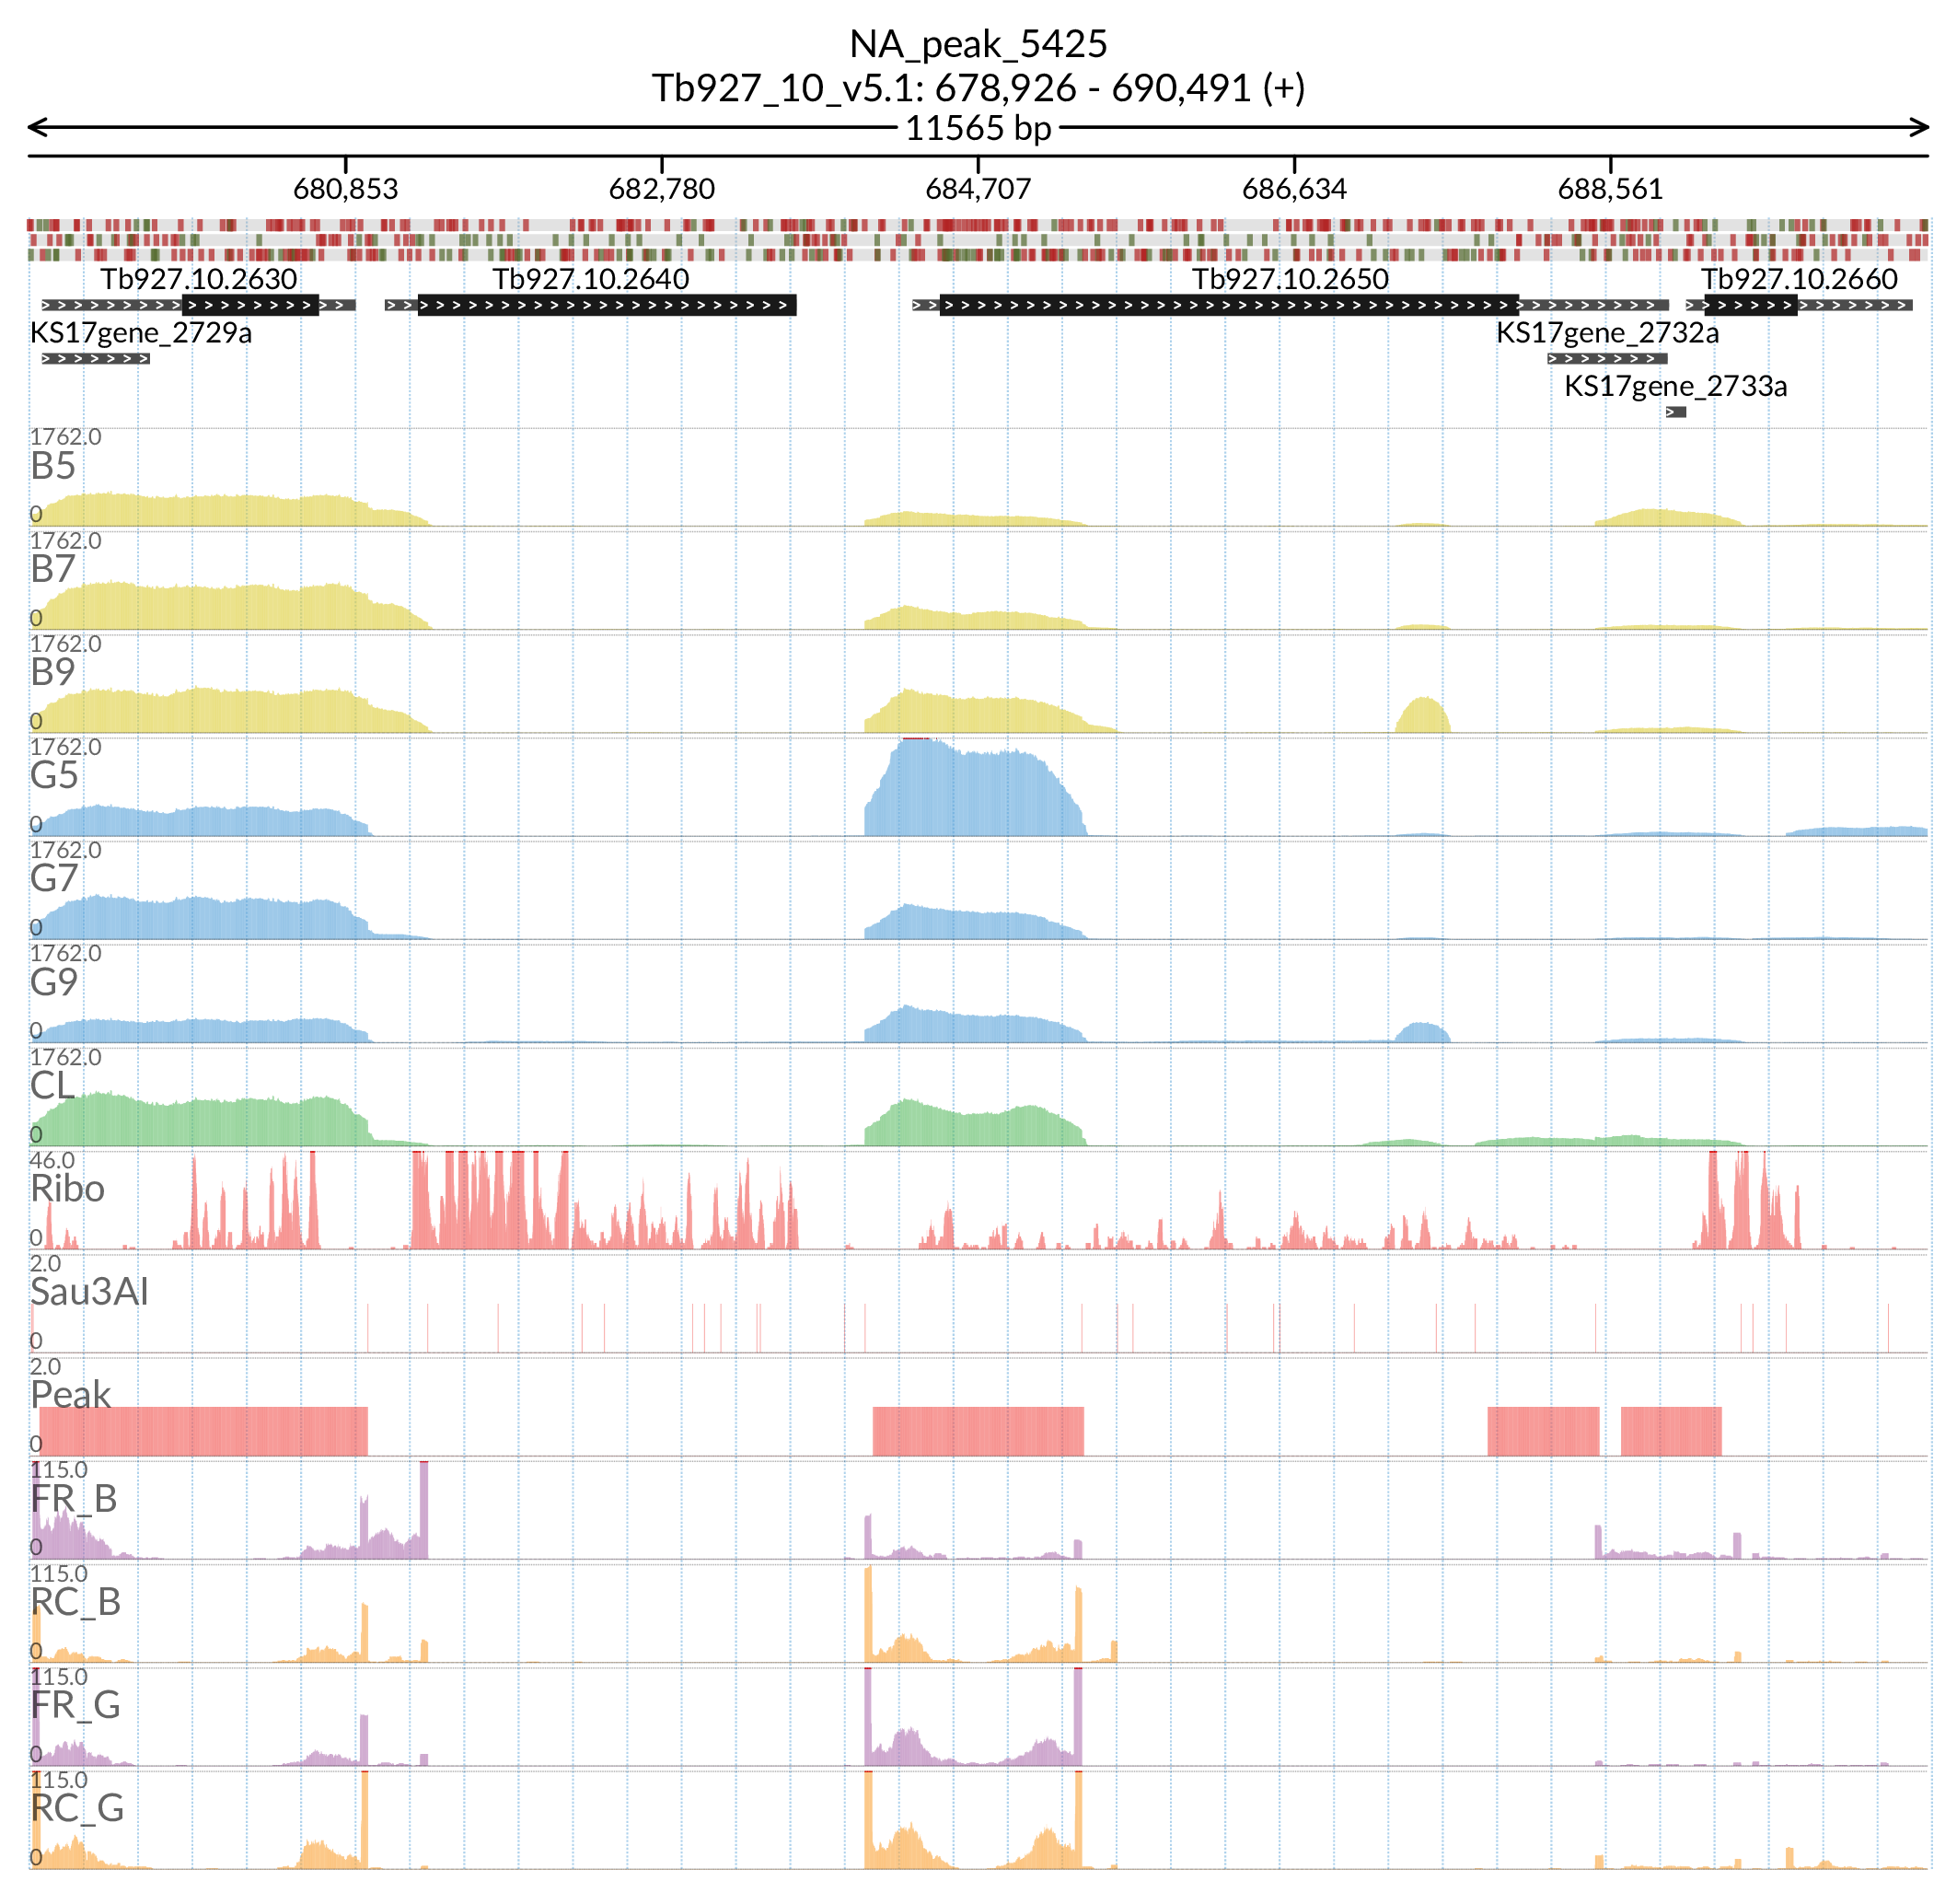 NA_peak_5425
Tb927_10_v5.1: 678,926 - 690,491 (+)
11565 bp
680,853 682,780 684,707 686,634 688,561
Tb927.10.2630 Tb927.10.2640 Tb927.10.2650 Tb927.10.2660
KS17gene_2729a KS17gene_2732a
KS17gene_2733a
1762.0
B5
0
1762.0
B7
0
1762.0
B9
0
1762.0
G5
0
1762.0
G7
0
1762.0
G9
0
1762.0
CL
0
46.0
Ribo
0
2.0
Sau3AI
0
2.0
Peak
0
115.0
FR_B
0
115.0
RC_B
0
115.0
FR_G
0
115.0
RC_G
0